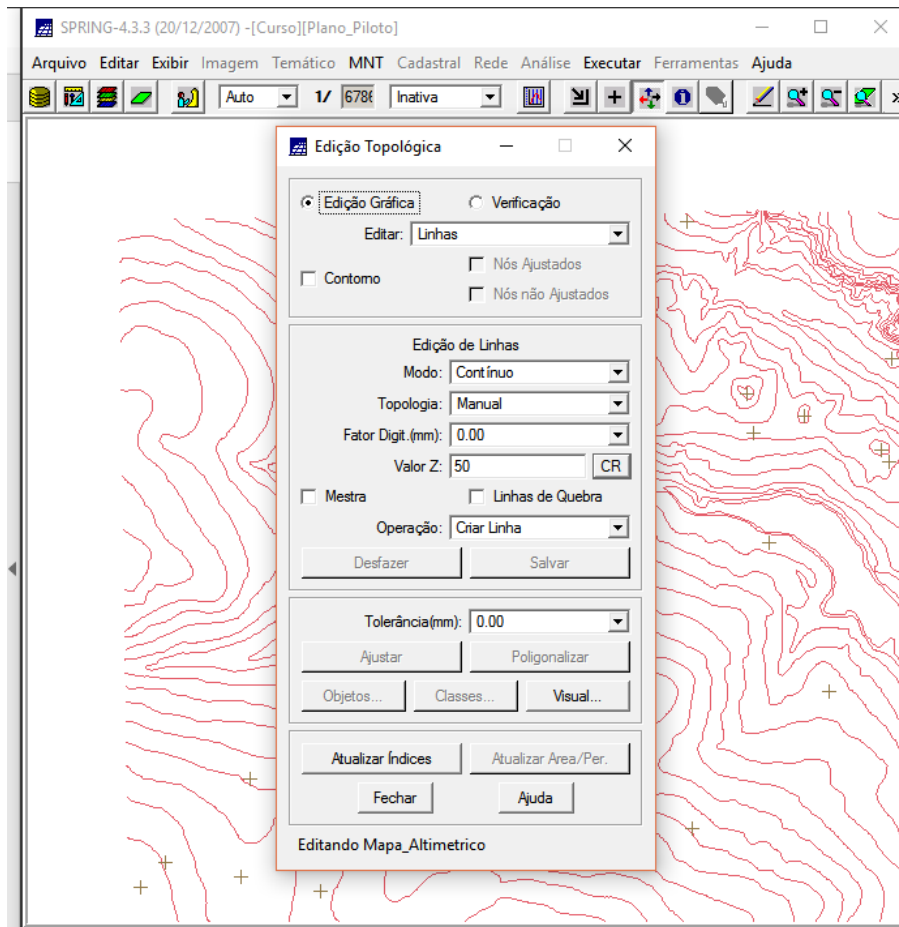 SPRING-4.3.3 (20/12/2007) -[Curso][Plano_Piloto]
Arquivo Editar Exibir Imagem Temático MNT Cadastral Rede Análise Executar Ferramentas Ajuda
Auto 1/ 6786 Inativa »
Edição Topológica
Edição Gráfica Verificação
Editar: Linhas
Contorno Nós Ajustados
Nós não Ajustados
Edição de Linhas
Modo: Contínuo
Topologia: Manual
Fator Digit.(mm): 0.00
Valor Z: 50 CR
Mestra Linhas de Quebra
Operação: Criar Linha
Desfazer Salvar
Tolerância(mm): 0.00
Ajustar Poligonalizar
Objetos... Classes... Visual...
Atualizar Índices Atualizar Area/Per.
Fechar Ajuda
Editando Mapa_Altimetrico